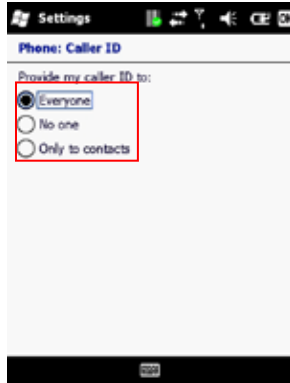 Settings
Phone: Caller ID
Provide my caller ID to:
Everyone
No one
Only to contacts